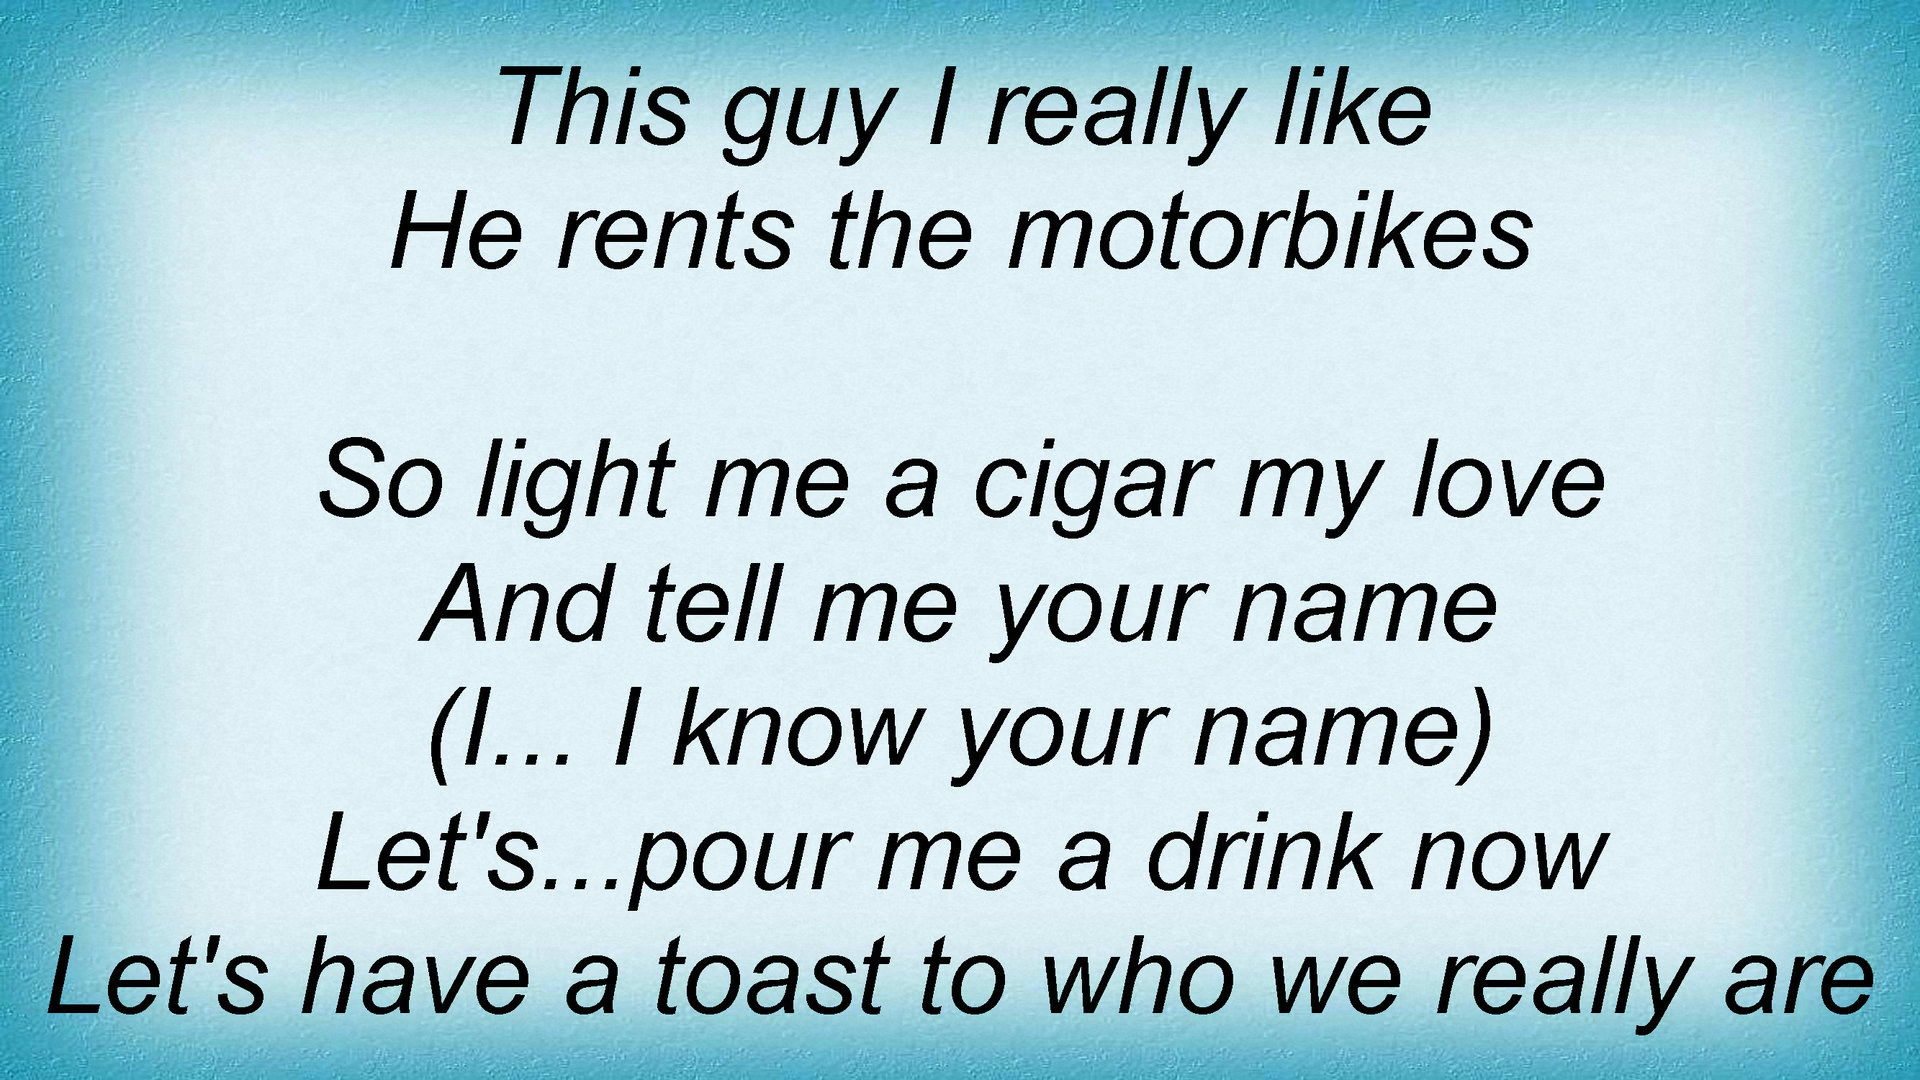 This guy I really like
He rents the motorbikes
So light me a cigar my love
And tell me your name
(I... I know your name)
Let's...pour me a drink now
Let's have a toast to who we really are